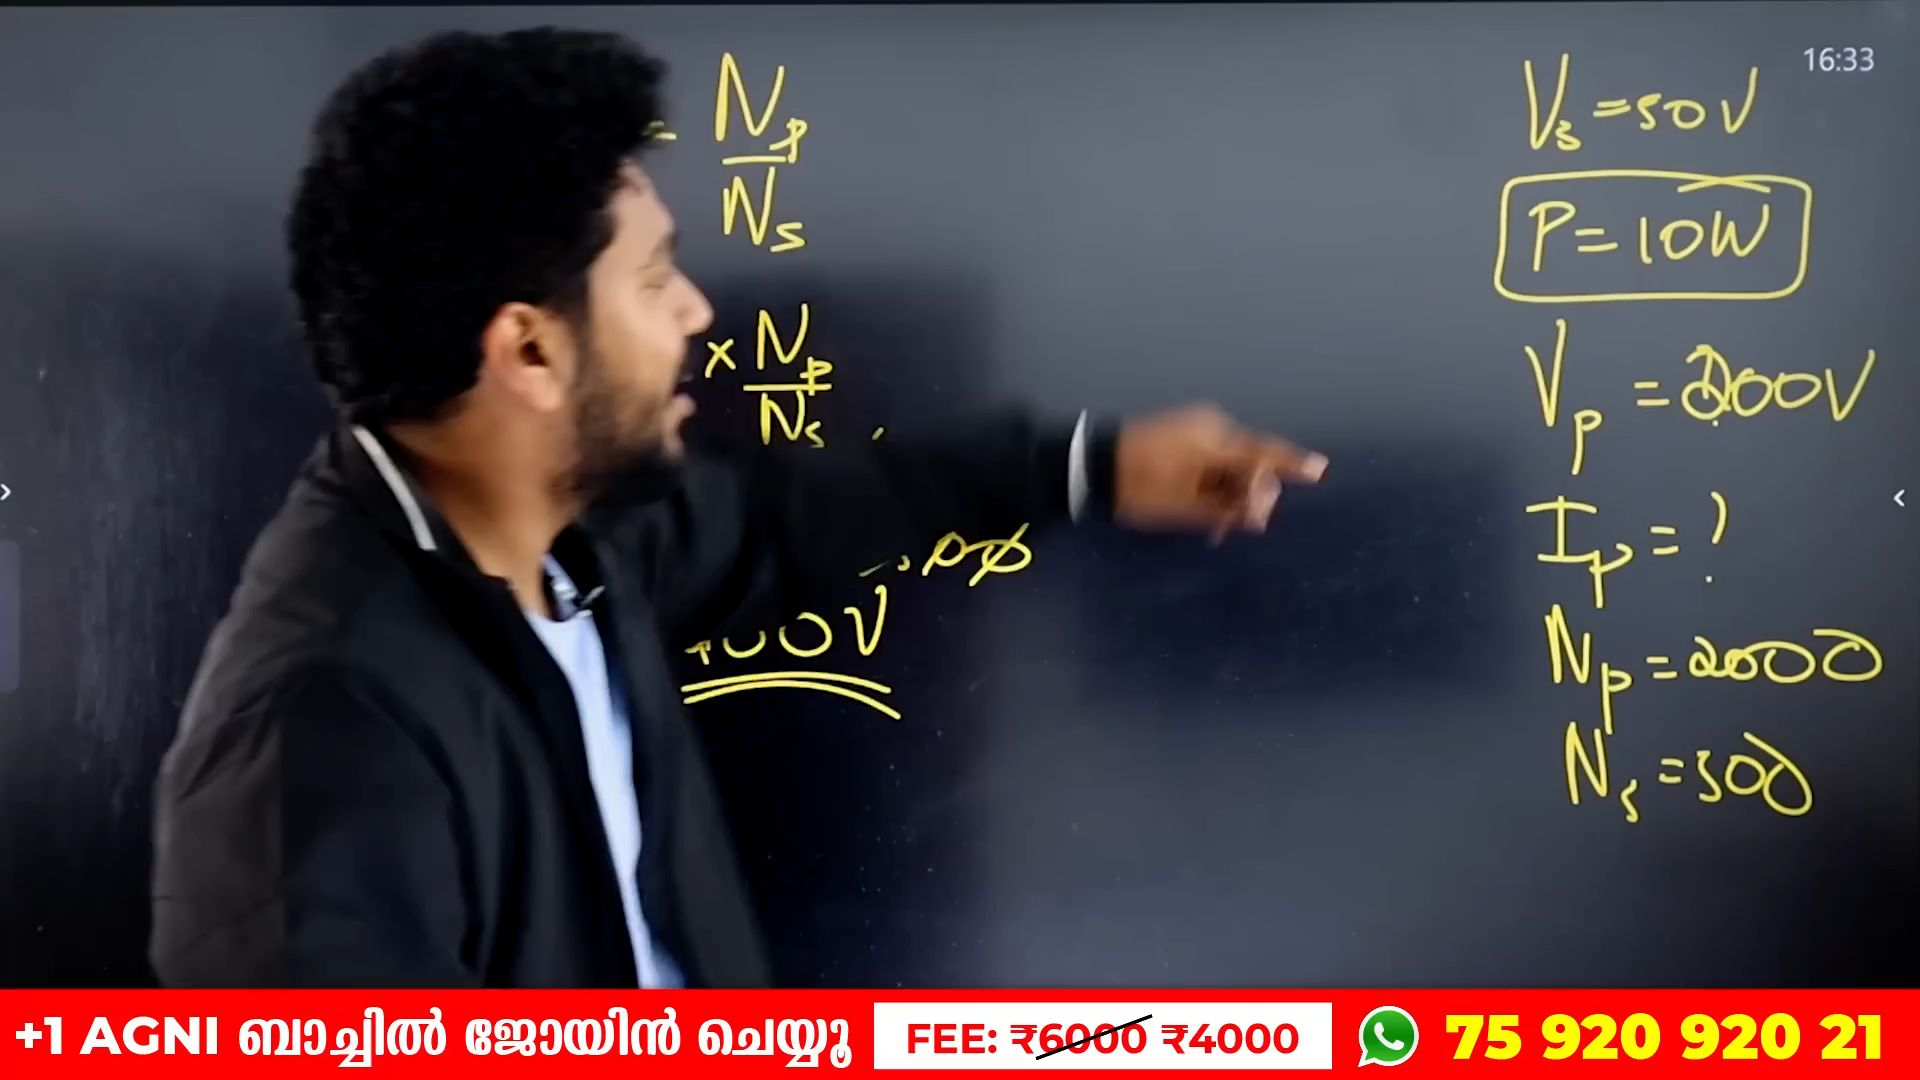 16:33
= Np
Ns
× Np
Ns
00V
Vs = 50V
P = 10W
Vp = 200V
Ip = ?
Np = 2000
Ns = 500
+1 AGNI ബാച്ചിൽ ജോയിൻ ചെയ്യൂ
FEE: ₹6000 ₹4000
75 920 920 21